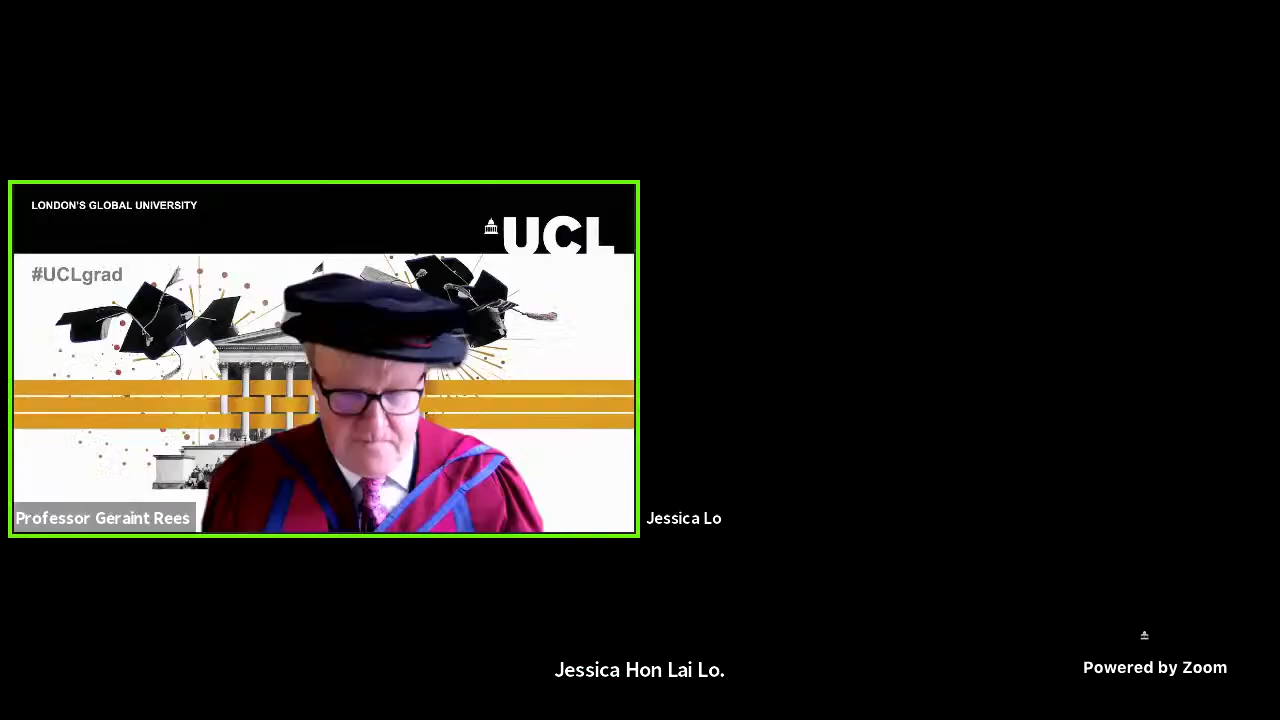 LONDON'S GLOBAL UNIVERSITY
UCL
#UCLgrad
Professor Geraint Rees
Jessica Lo
Jessica Hon Lai Lo.
Powered by Zoom